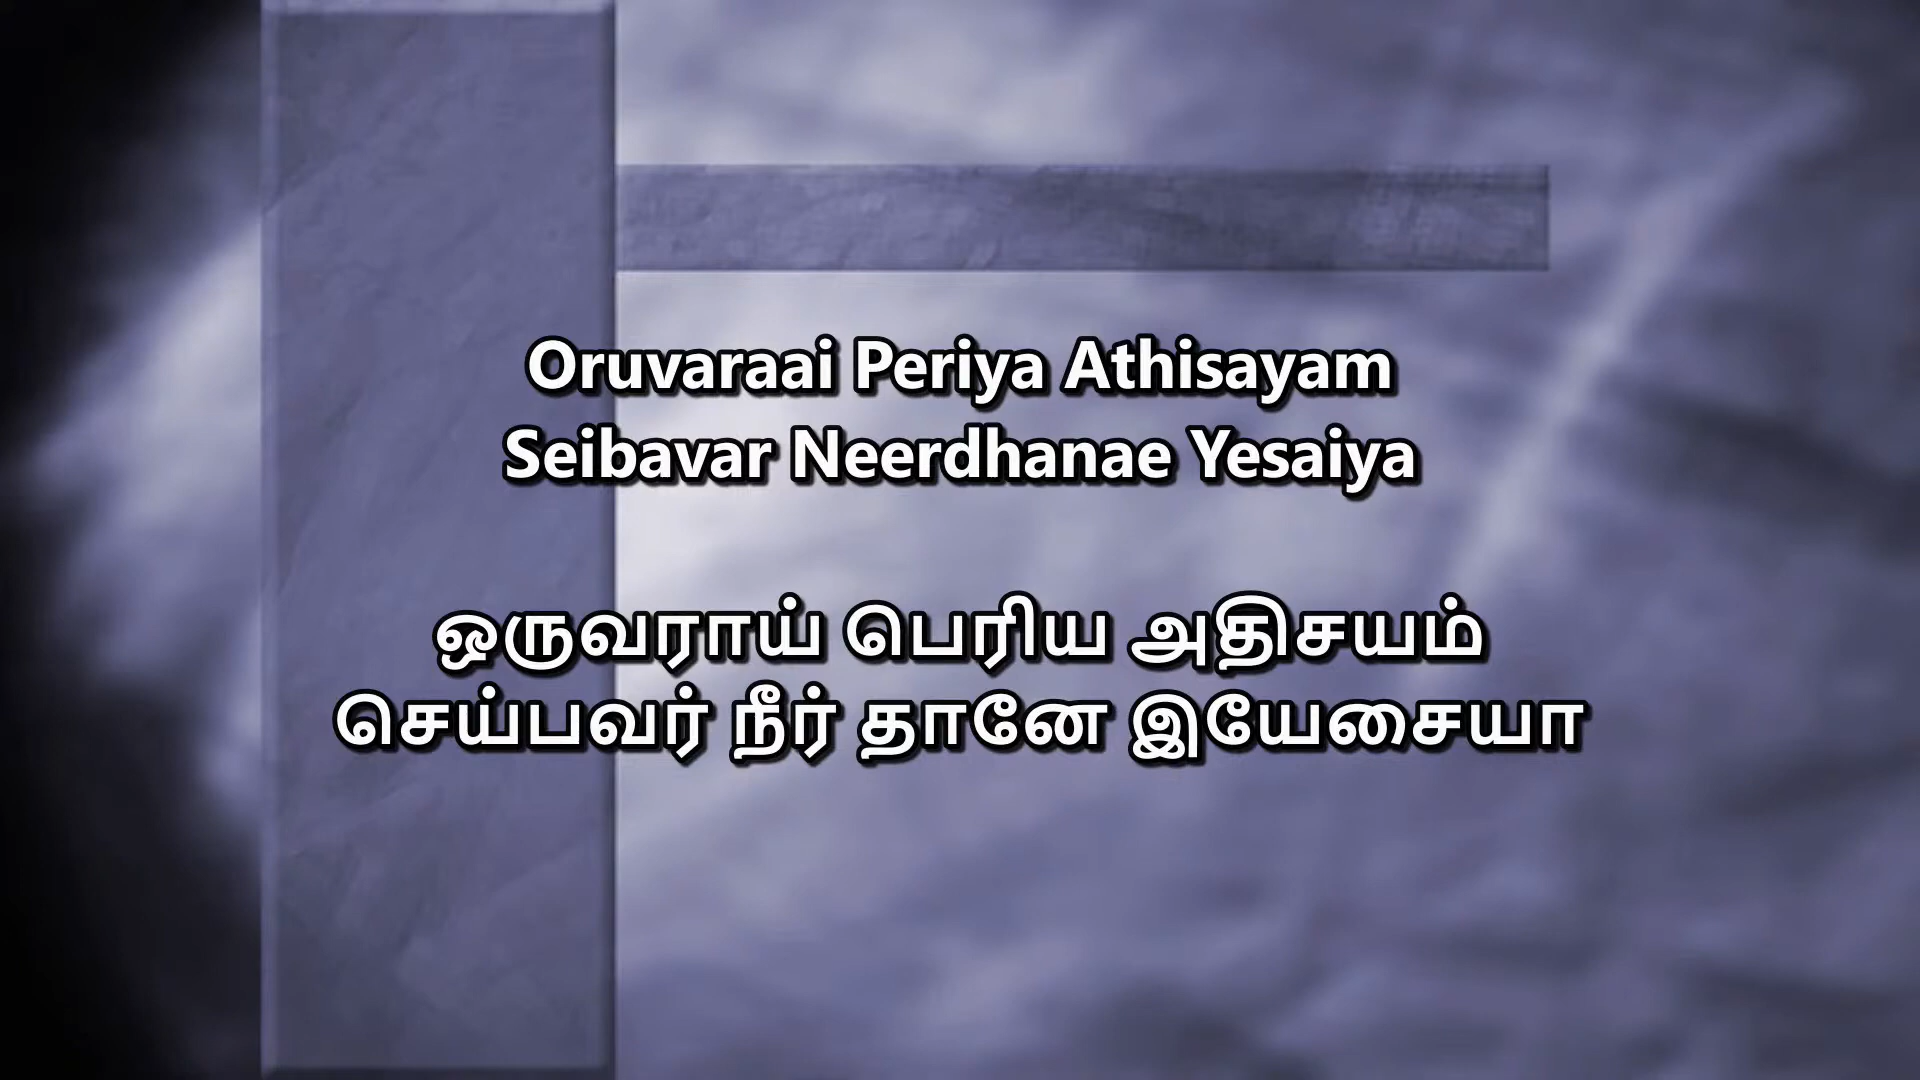 Oruvaraai Periya Athisayam
Seibavar Neerdhanae Yesaiya
ஒருவராய் பெரிய அதிசயம்
செய்பவர் நீர் தானே இயேசையா